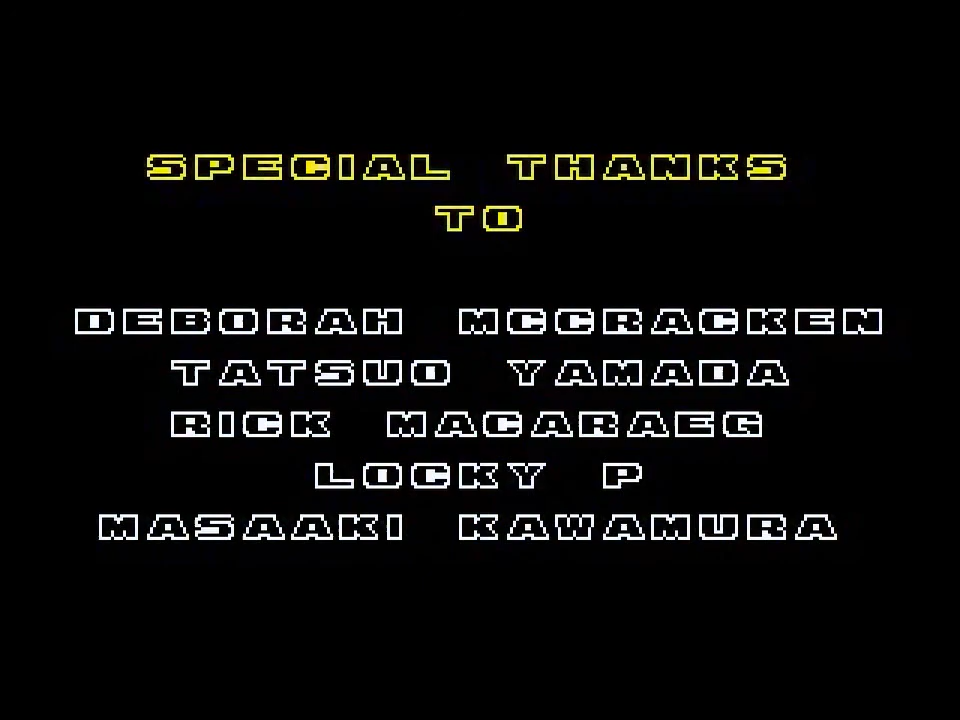 SPECIAL THANKS
TO
DEBORAH MCCRACKEN
TATSUO YAMADA
RICK MACARAEG
LOCKY P
MASAAKI KAWAMURA